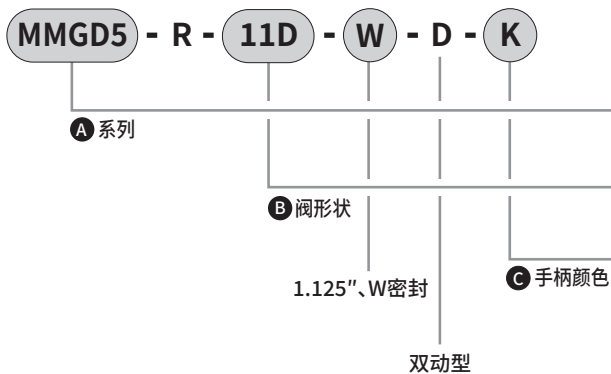 MMGD5 - R - 11D - W - D - K
A 系列
B 阀形状
C 手柄颜色
1.125″、W密封
双动型